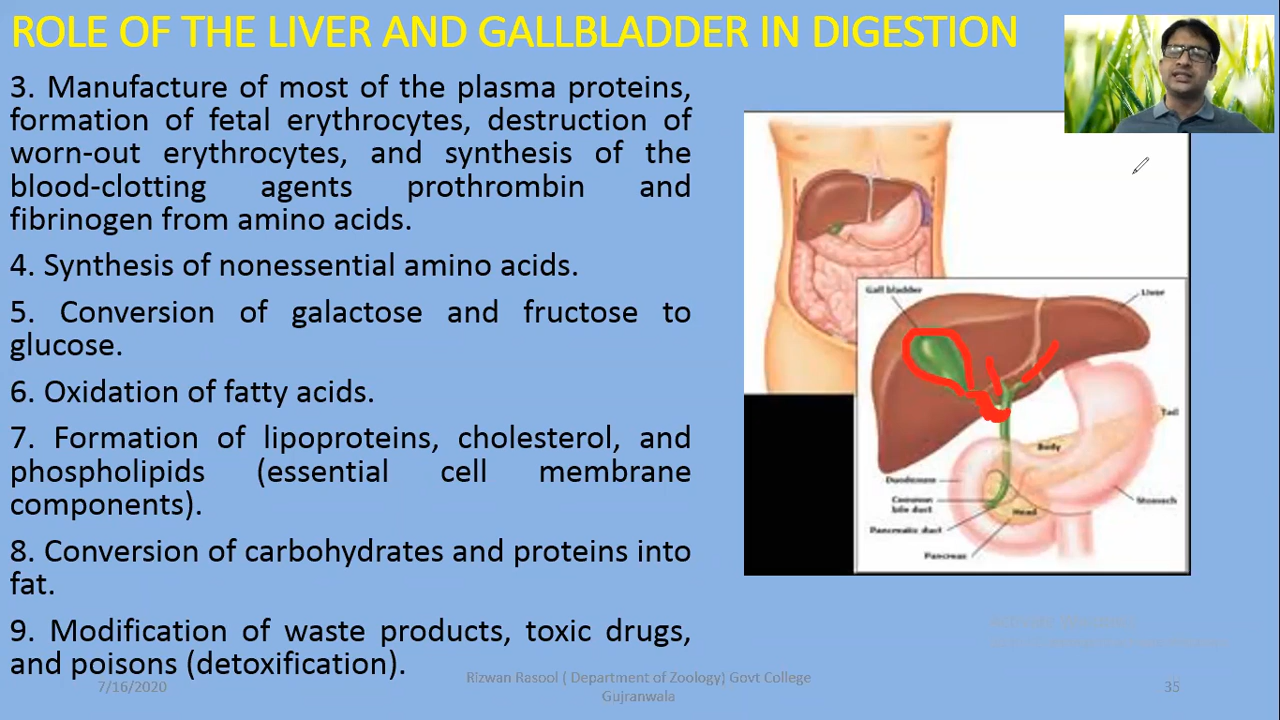 ROLE OF THE LIVER AND GALLBLADDER IN DIGESTION
3. Manufacture of most of the plasma proteins,
formation of fetal erythrocytes, destruction of
worn-out erythrocytes, and synthesis of the
blood-clotting agents prothrombin and
fibrinogen from amino acids.
4. Synthesis of nonessential amino acids.
5. Conversion of galactose and fructose to
glucose.
6. Oxidation of fatty acids.
7. Formation of lipoproteins, cholesterol, and
phospholipids (essential cell membrane
components).
8. Conversion of carbohydrates and proteins into
fat.
9. Modification of waste products, toxic drugs,
and poisons (detoxification).
Gall bladder
Liver
Tail
Body
Duodenum
Stomach
Common
bile duct
Head
Pancreatic duct
Pancreas
7/16/2020
Rizwan Rasool ( Department of Zoology) Govt College
Gujranwala
35